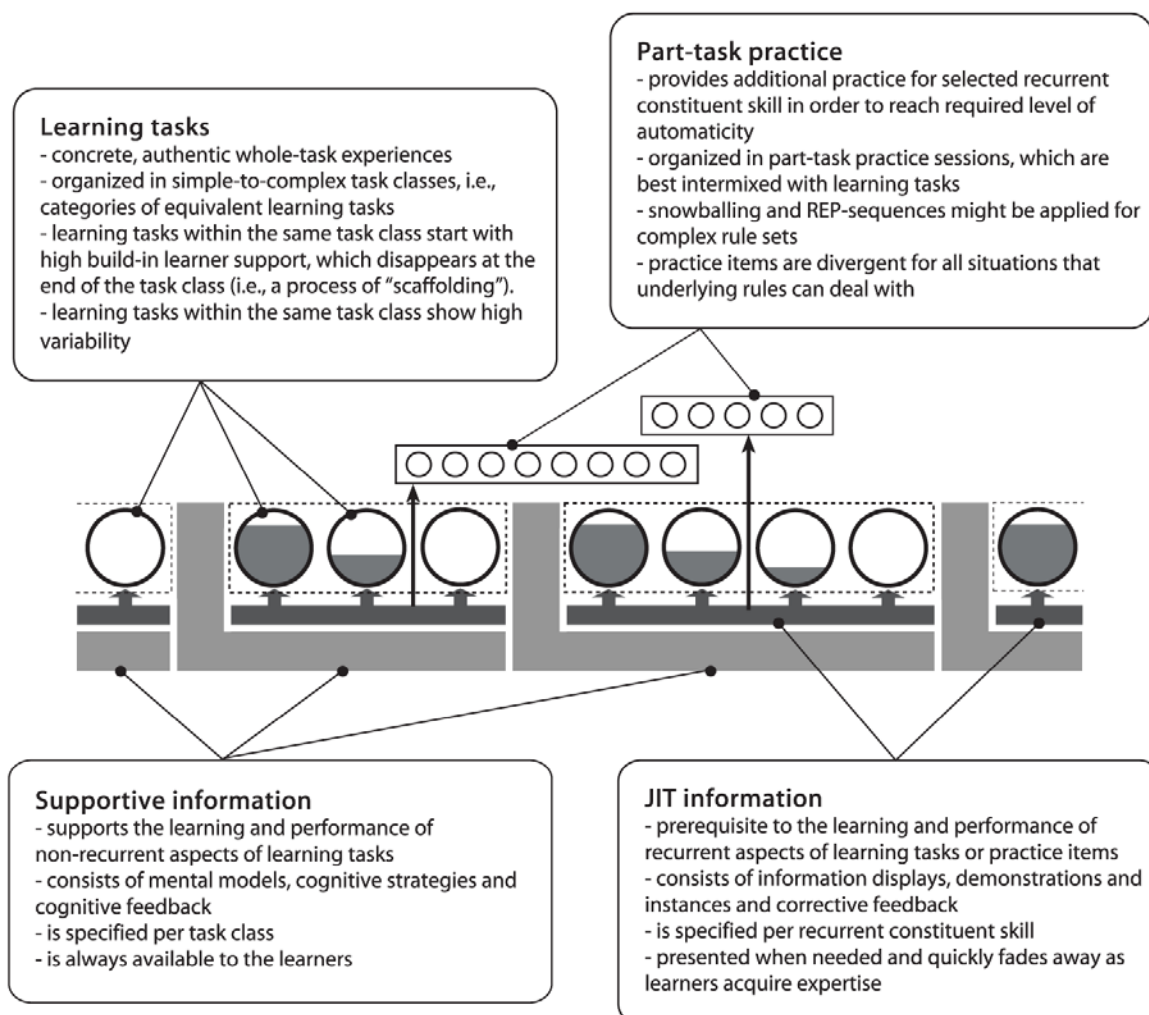 Part-task practice
- provides additional practice for selected recurrent
constituent skill in order to reach required level of
automaticity
- organized in part-task practice sessions, which are
best intermixed with learning tasks
- snowballing and REP-sequences might be applied for
complex rule sets
- practice items are divergent for all situations that
underlying rules can deal with
Learning tasks
- concrete, authentic whole-task experiences
- organized in simple-to-complex task classes, i.e.,
categories of equivalent learning tasks
- learning tasks within the same task class start with
high build-in learner support, which disappears at the
end of the task class (i.e., a process of “scaffolding”).
- learning tasks within the same task class show high
variability
Supportive information
- supports the learning and performance of
non-recurrent aspects of learning tasks
- consists of mental models, cognitive strategies and
cognitive feedback
- is specified per task class
- is always available to the learners
JIT information
- prerequisite to the learning and performance of
recurrent aspects of learning tasks or practice items
- consists of information displays, demonstrations and
instances and corrective feedback
- is specified per recurrent constituent skill
- presented when needed and quickly fades away as
learners acquire expertise